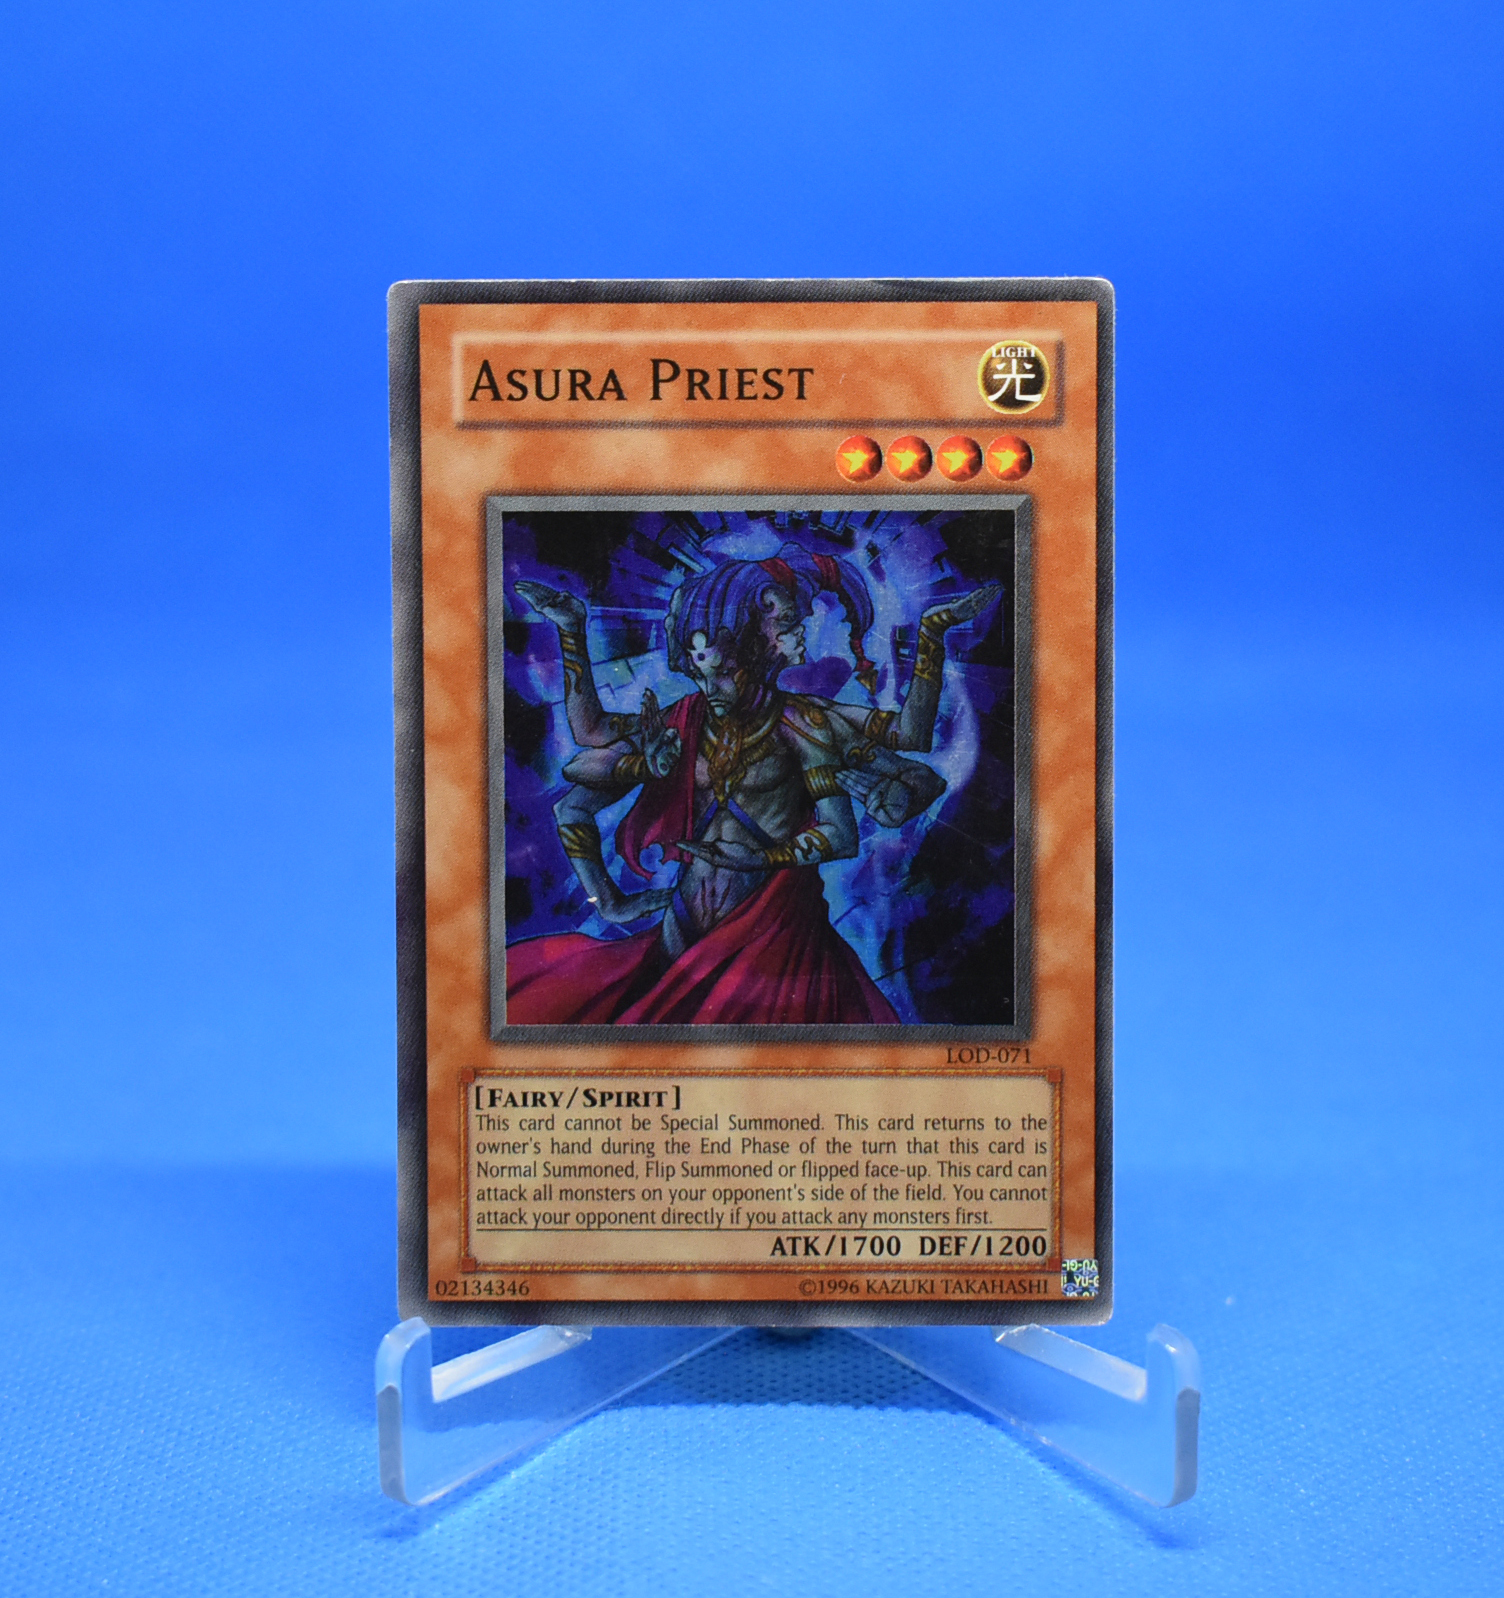 ASURA PRIEST
LIGHT
光
LOD-071
[FAIRY/SPIRIT]
This card cannot be Special Summoned. This card returns to the
owner's hand during the End Phase of the turn that this card is
Normal Summoned, Flip Summoned or flipped face-up. This card can
attack all monsters on your opponent's side of the field. You cannot
attack your opponent directly if you attack any monsters first.
ATK/1700 DEF/1200
02134346
©1996 KAZUKI TAKAHASHI